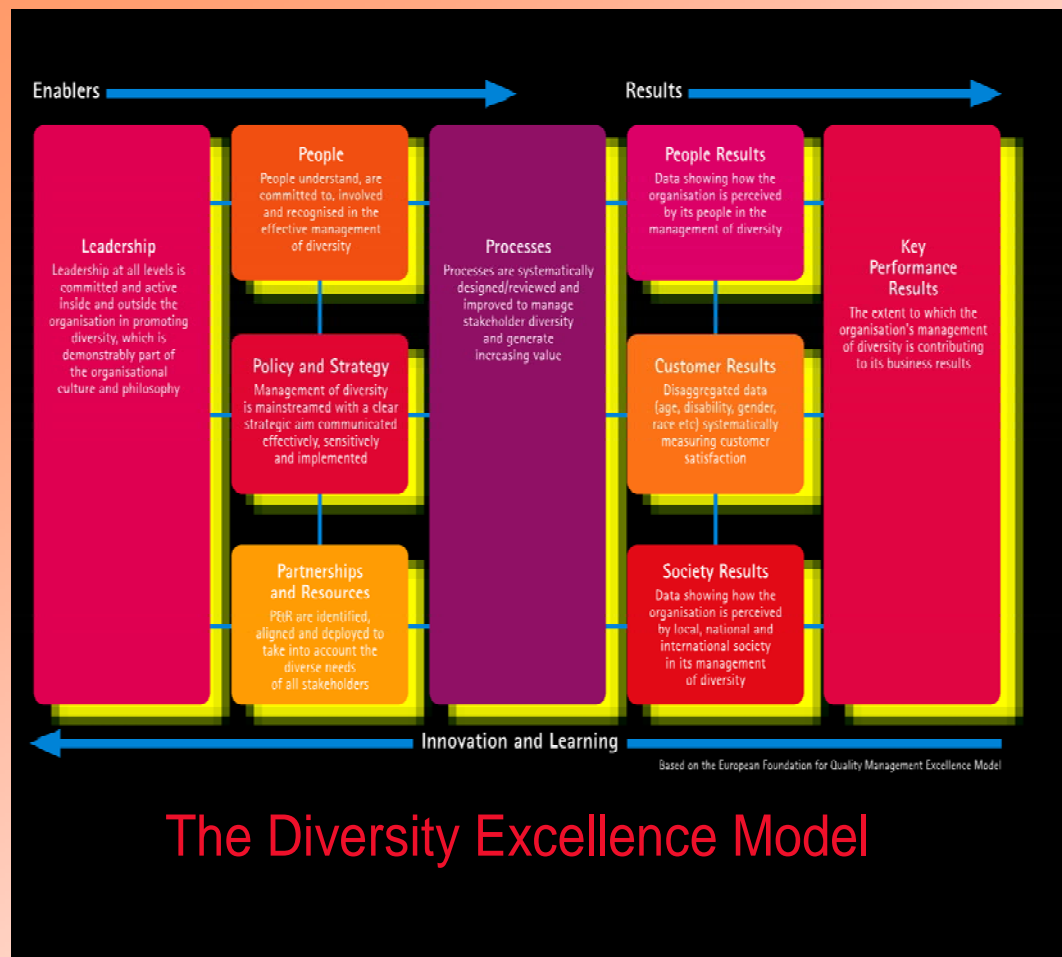 Enablers
Results
Leadership
Leadership at all levels is
committed and active
inside and outside the
organisation in promoting
diversity, which is
demonstrably part of
the organisational
culture and philosophy
People
People understand, are
committed to, involved
and recognised in the
effective management
of diversity
Policy and Strategy
Management of diversity
is mainstreamed with a clear
strategic aim communicated
effectively, sensitively
and implemented
Partnerships
and Resources
P&R are identified,
aligned and deployed to
take into account the
diverse needs
of all stakeholders
Processes
Processes are systematically
designed/reviewed and
improved to manage
stakeholder diversity
and generate
increasing value
People Results
Data showing how the
organisation is perceived
by its people in the
management of diversity
Customer Results
Disaggregated data
(age, disability, gender,
race etc) systematically
measuring customer
satisfaction
Society Results
Data showing how the
organisation is perceived
by local, national and
international society
in its management
of diversity
Key
Performance
Results
The extent to which the
organisation's management
of diversity is contributing
to its business results
Innovation and Learning
Based on the European Foundation for Quality Management Excellence Model
The Diversity Excellence Model